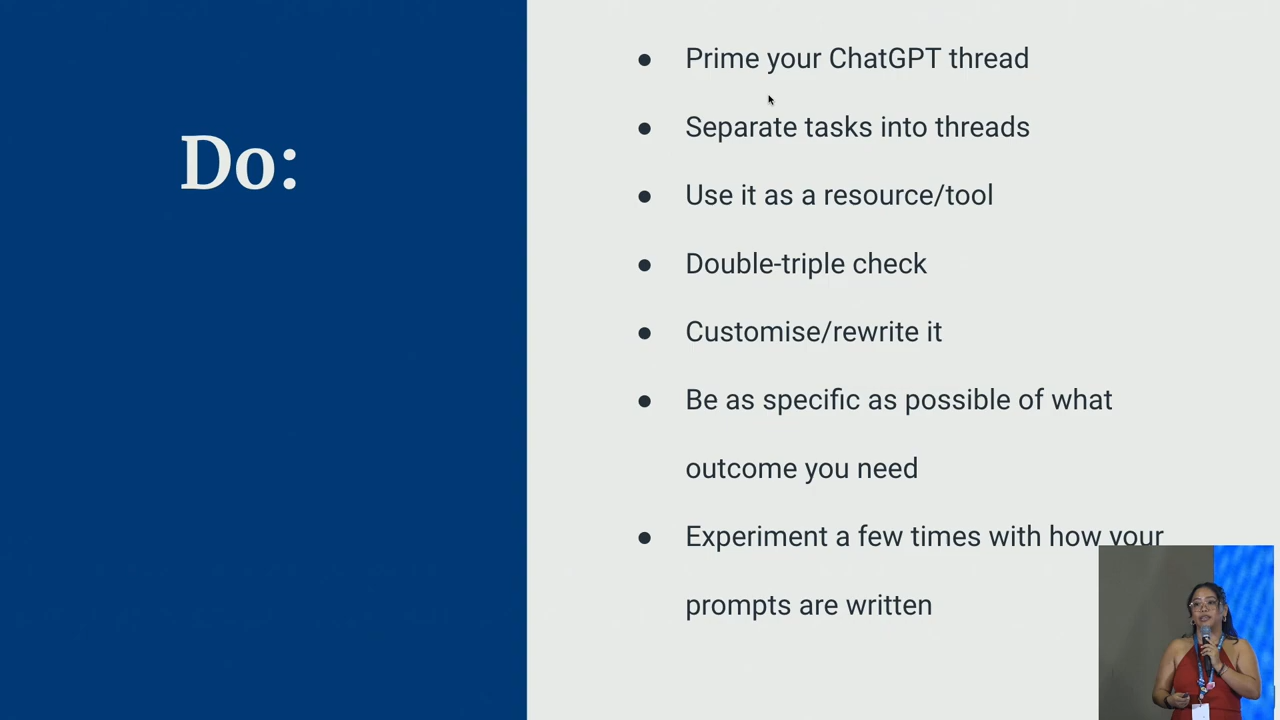 Do:
● Prime your ChatGPT thread
● Separate tasks into threads
● Use it as a resource/tool
● Double-triple check
● Customise/rewrite it
● Be as specific as possible of what
outcome you need
● Experiment a few times with how your
prompts are written